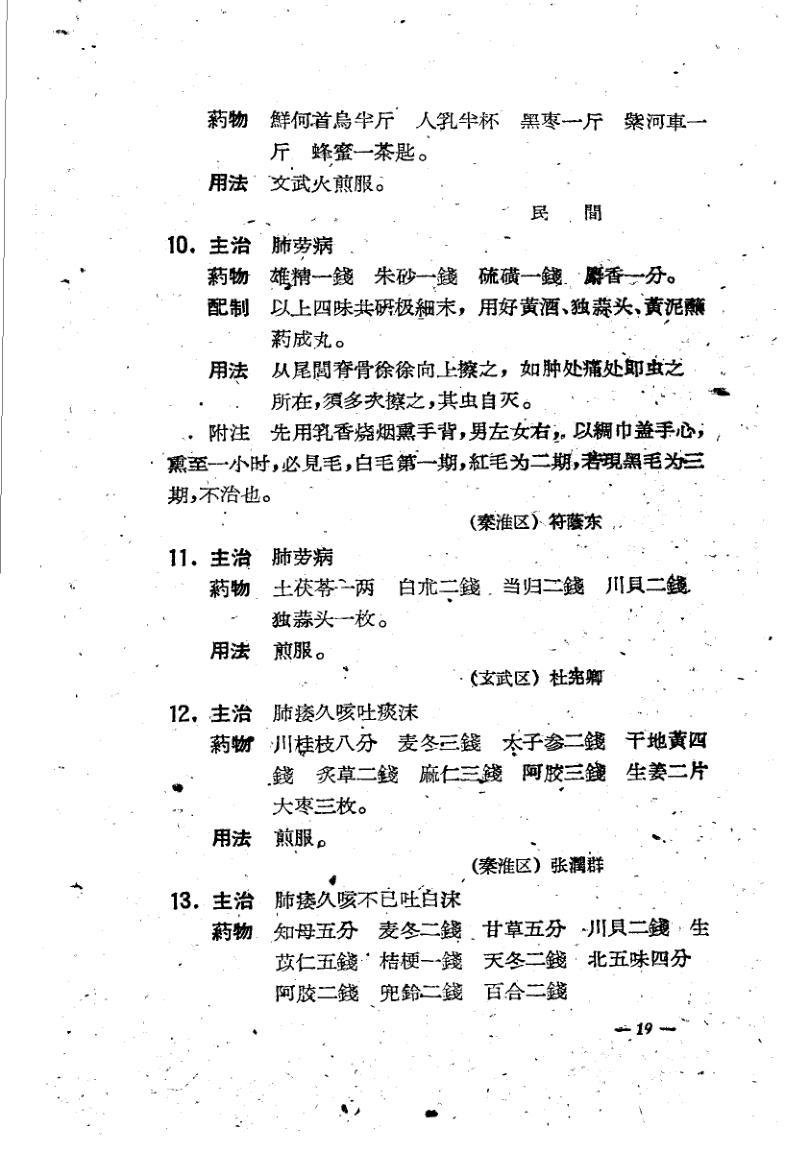 葯物　鮮何首烏半斤　人乳半杯　黑枣一斤　紫河車一
斤　蜂蜜一茶匙。
用法　文武火煎服。
民　間
10．主治　肺劳病
葯物　雄精一錢　朱砂一錢　硫磺一錢　麝香一分。
配制　以上四味共硏极細末，用好黃酒、独蒜头、黃泥蘸
葯成丸。
用法　从尾閭脊骨徐徐向上擦之，如肿处痛处即虫之
所在，須多次擦之，其虫自灭。
附注　先用乳香烧烟熏手背，男左女右，以綢巾盖手心，
熏至一小时，必見毛，白毛第一期，紅毛为二期，若現黑毛为三
期，不治也。
（秦淮区）符蔭东
11．主治　肺劳病
葯物　土茯苓一两　白朮二錢　当归二錢　川貝二錢
独蒜头一枚。
用法　煎服。
（玄武区）杜宪卿
12．主治　肺痿久咳吐痰沫
葯物　川桂枝八分　麦冬三錢　太子参二錢　干地黄四
錢　炙草二錢　麻仁三錢　阿胶三錢　生姜二片
大枣三枚。
用法　煎服。
（秦淮区）张潤群
13．主治　肺痿久咳不已吐白沫
葯物　知母五分　麦冬二錢　甘草五分　川貝二錢　生
苡仁五錢　桔梗一錢　天冬二錢　北五味四分
阿胶二錢　兜鈴二錢　百合二錢
— 19 —